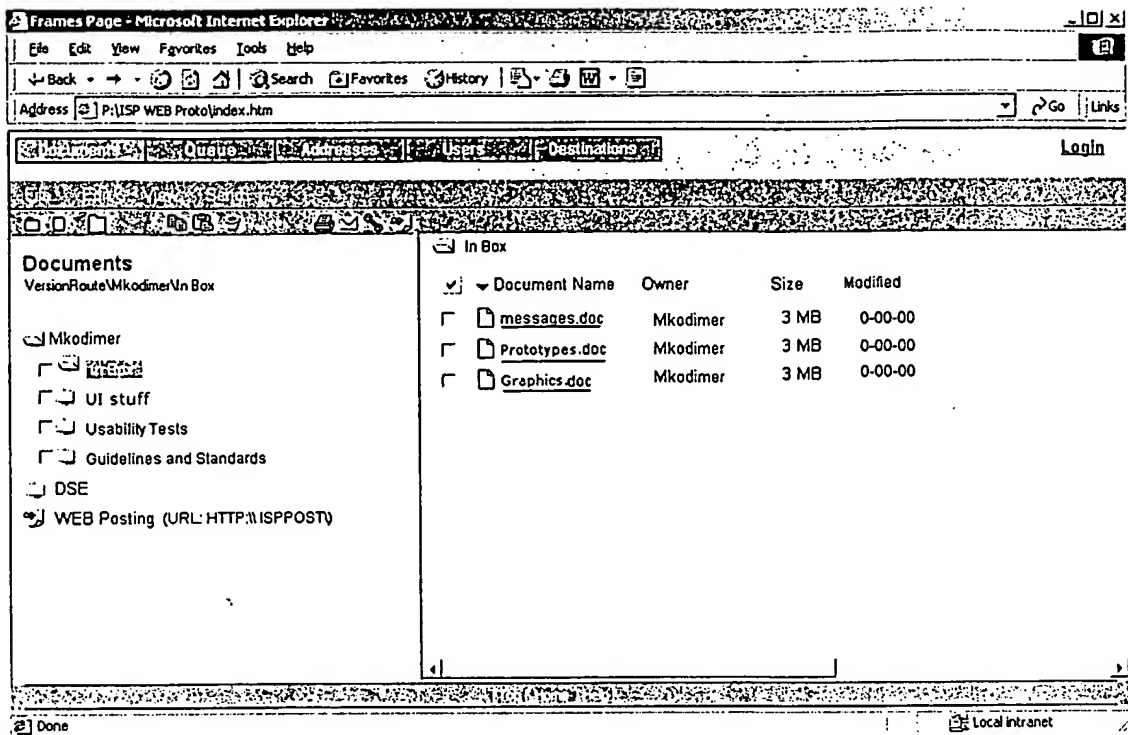 Frames Page - Microsoft Internet Explorer
File Edit View Favorites Tools Help
Back Search Favorites History
Address P:\ISP WEB Proto\index.htm Go Links
Documents Queue Addresses Users Destinations Login
Documents
VersionRoute\Mkodimer\In Box
Mkodimer
In Box
UI stuff
Usability Tests
Guidelines and Standards
DSE
WEB Posting (URL: HTTP:\\ISPPOST\)
In Box
Document Name Owner Size Modified
messages.doc Mkodimer 3 MB 0-00-00
Prototypes.doc Mkodimer 3 MB 0-00-00
Graphics.doc Mkodimer 3 MB 0-00-00
Done Local intranet